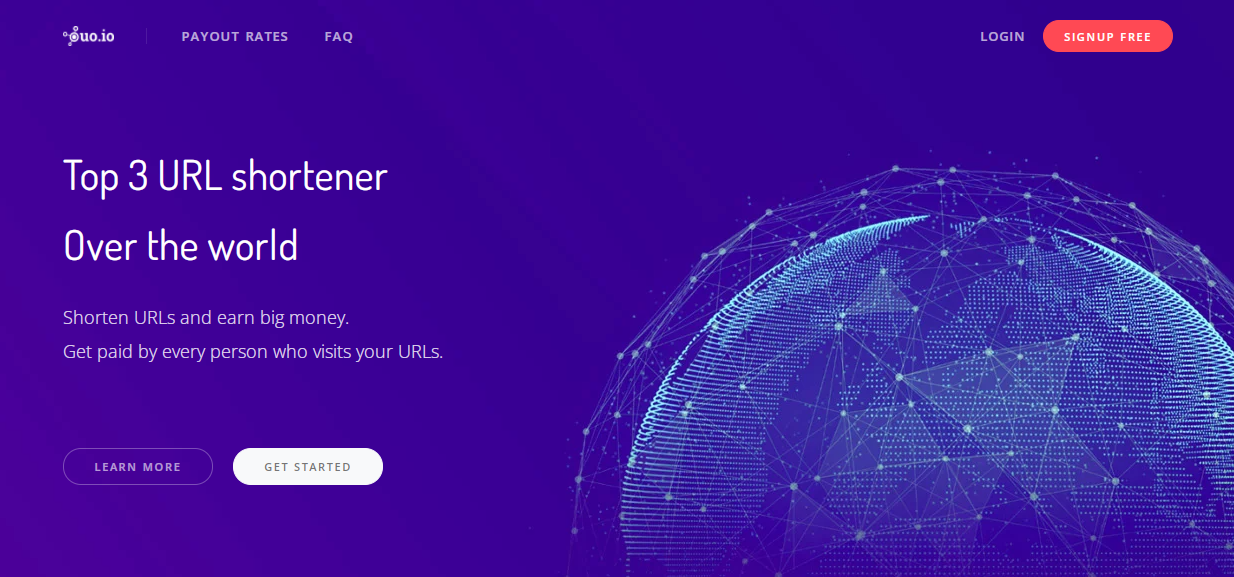 ouo.io
PAYOUT RATES
FAQ
LOGIN
SIGNUP FREE
Top 3 URL shortener
Over the world
Shorten URLs and earn big money.
Get paid by every person who visits your URLs.
LEARN MORE
GET STARTED